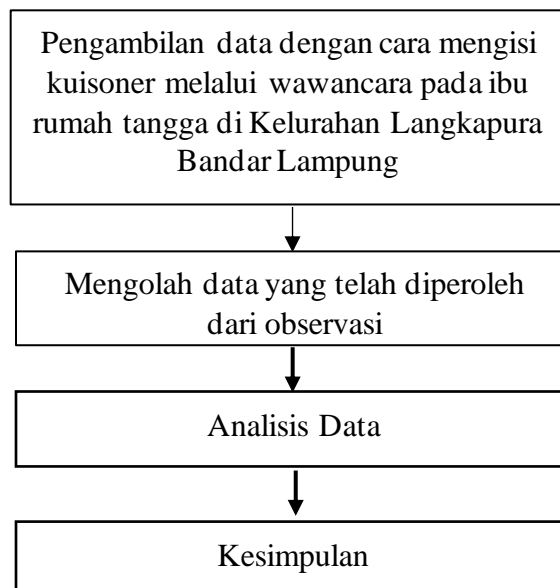 Pengambilan data dengan cara mengisi
kuisoner melalui wawancara pada ibu
rumah tangga di Kelurahan Langkapura
Bandar Lampung
Mengolah data yang telah diperoleh
dari observasi
Analisis Data
Kesimpulan